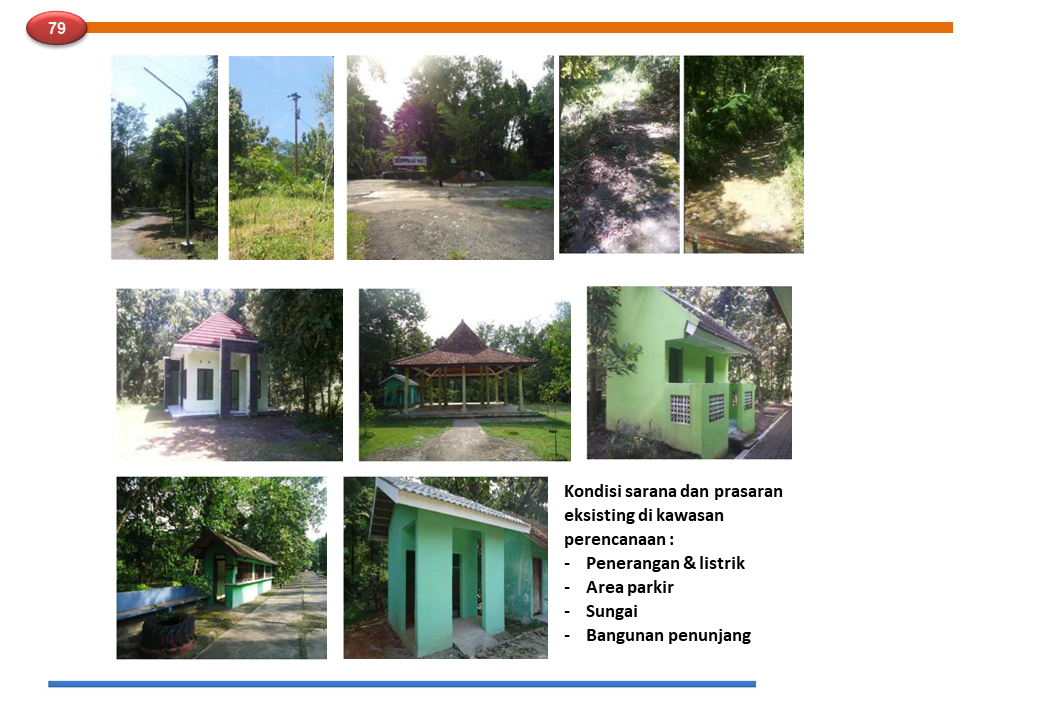 79
Kondisi sarana dan prasaran
eksisting di kawasan
perencanaan :
- Penerangan & listrik
- Area parkir
- Sungai
- Bangunan penunjang